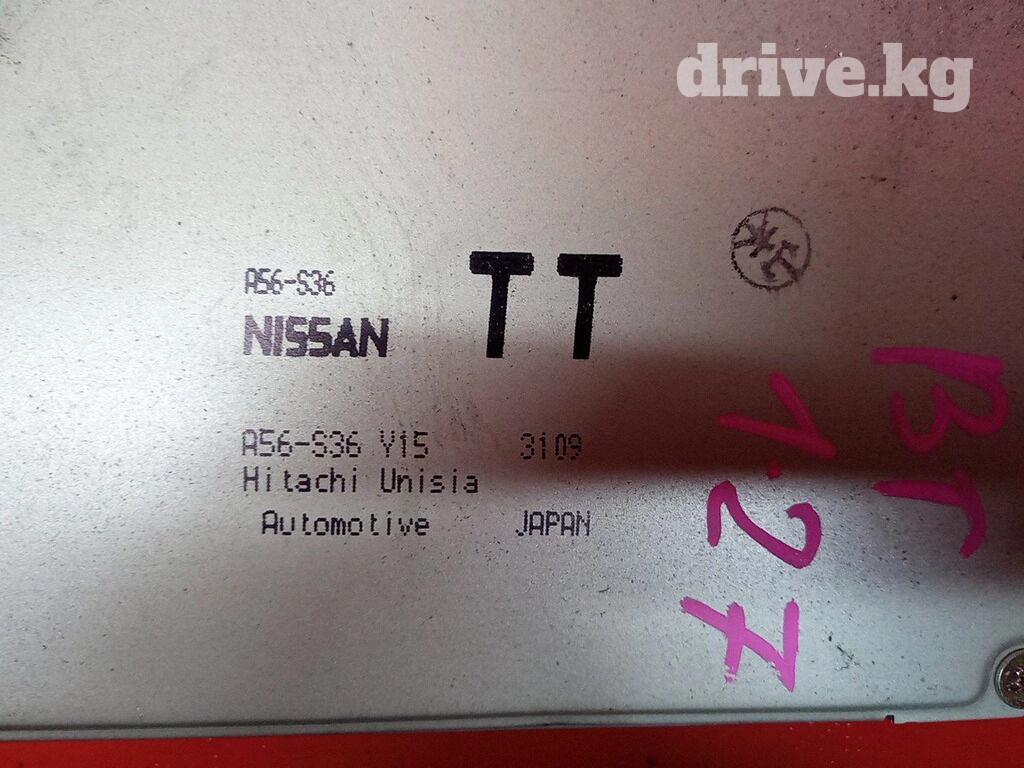 drive.kg
A56-S36
TT
NISSAN
A56-S36 Y15 3109
Hitachi Unisia
Automotive JAPAN